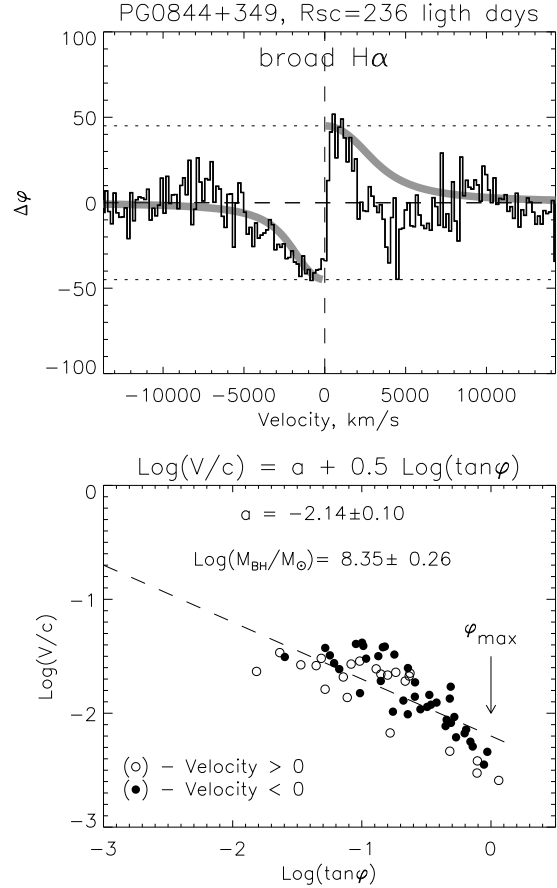 PG0844+349, Rsc=236 ligth days
broad Hα
100
50
0
−50
−100
Δφ
−10000 −5000 0 5000 10000
Velocity, km/s
Log(V/c) = a + 0.5 Log(tanφ)
a = −2.14±0.10
Log(M_BH/M_⊙)= 8.35± 0.26
φ_max
0
−1
−2
−3
Log(V/c)
(○) − Velocity > 0
(●) − Velocity < 0
−3 −2 −1 0
Log(tanφ)